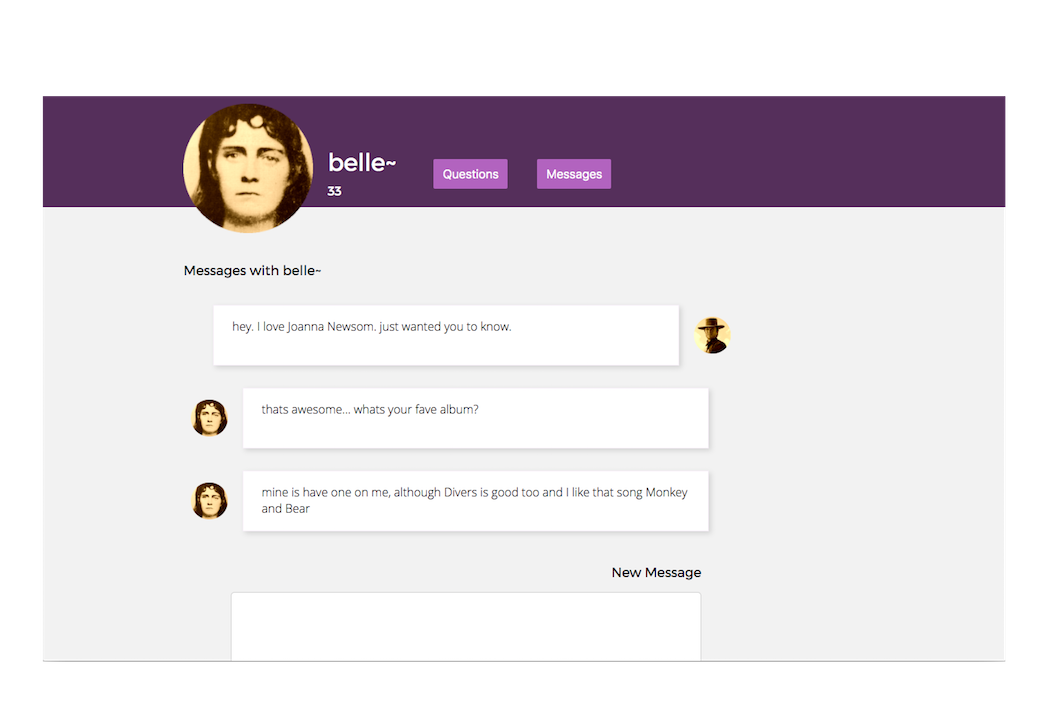 belle~
33
Questions
Messages
Messages with belle~
hey. I love Joanna Newsom. just wanted you to know.
thats awesome... whats your fave album?
mine is have one on me, although Divers is good too and I like that song Monkey
and Bear
New Message